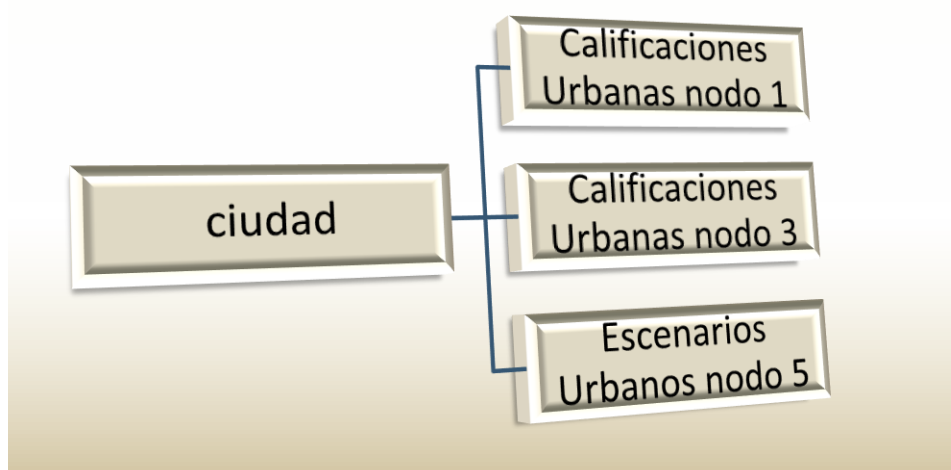 ciudad
Calificaciones
Urbanas nodo 1
Calificaciones
Urbanas nodo 3
Escenarios
Urbanos nodo 5